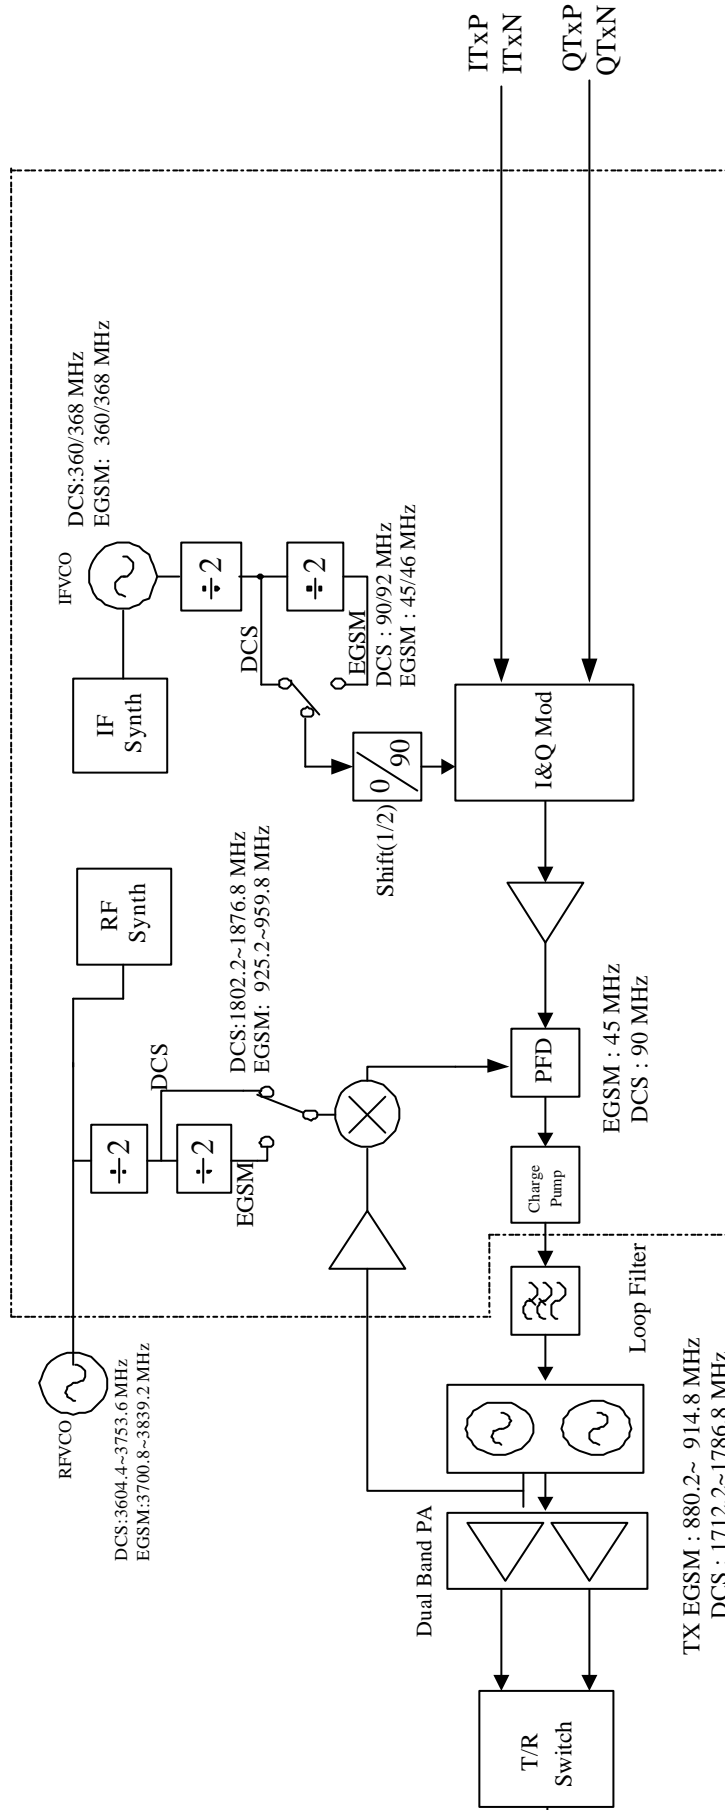 ITxP
ITxN
QTxP
QTxN
DCS:360/368 MHz
EGSM: 360/368 MHz
IFVCO
IF
Synth
÷2
÷2
DCS
EGSM
DCS : 90/92 MHz
EGSM : 45/46 MHz
0
90
Shift(1/2)
I&Q Mod
RF
Synth
DCS:1802.2~1876.8 MHz
EGSM: 925.2~959.8 MHz
÷2
÷2
DCS
EGSM
PFD
EGSM : 45 MHz
DCS : 90 MHz
Charge
Pump
Loop Filter
RFVCO
DCS:3604.4~3753.6 MHz
EGSM:3700.8~3839.2 MHz
Dual Band PA
TX EGSM : 880.2~ 914.8 MHz
DCS : 1712.2~1786.8 MHz
T/R
Switch